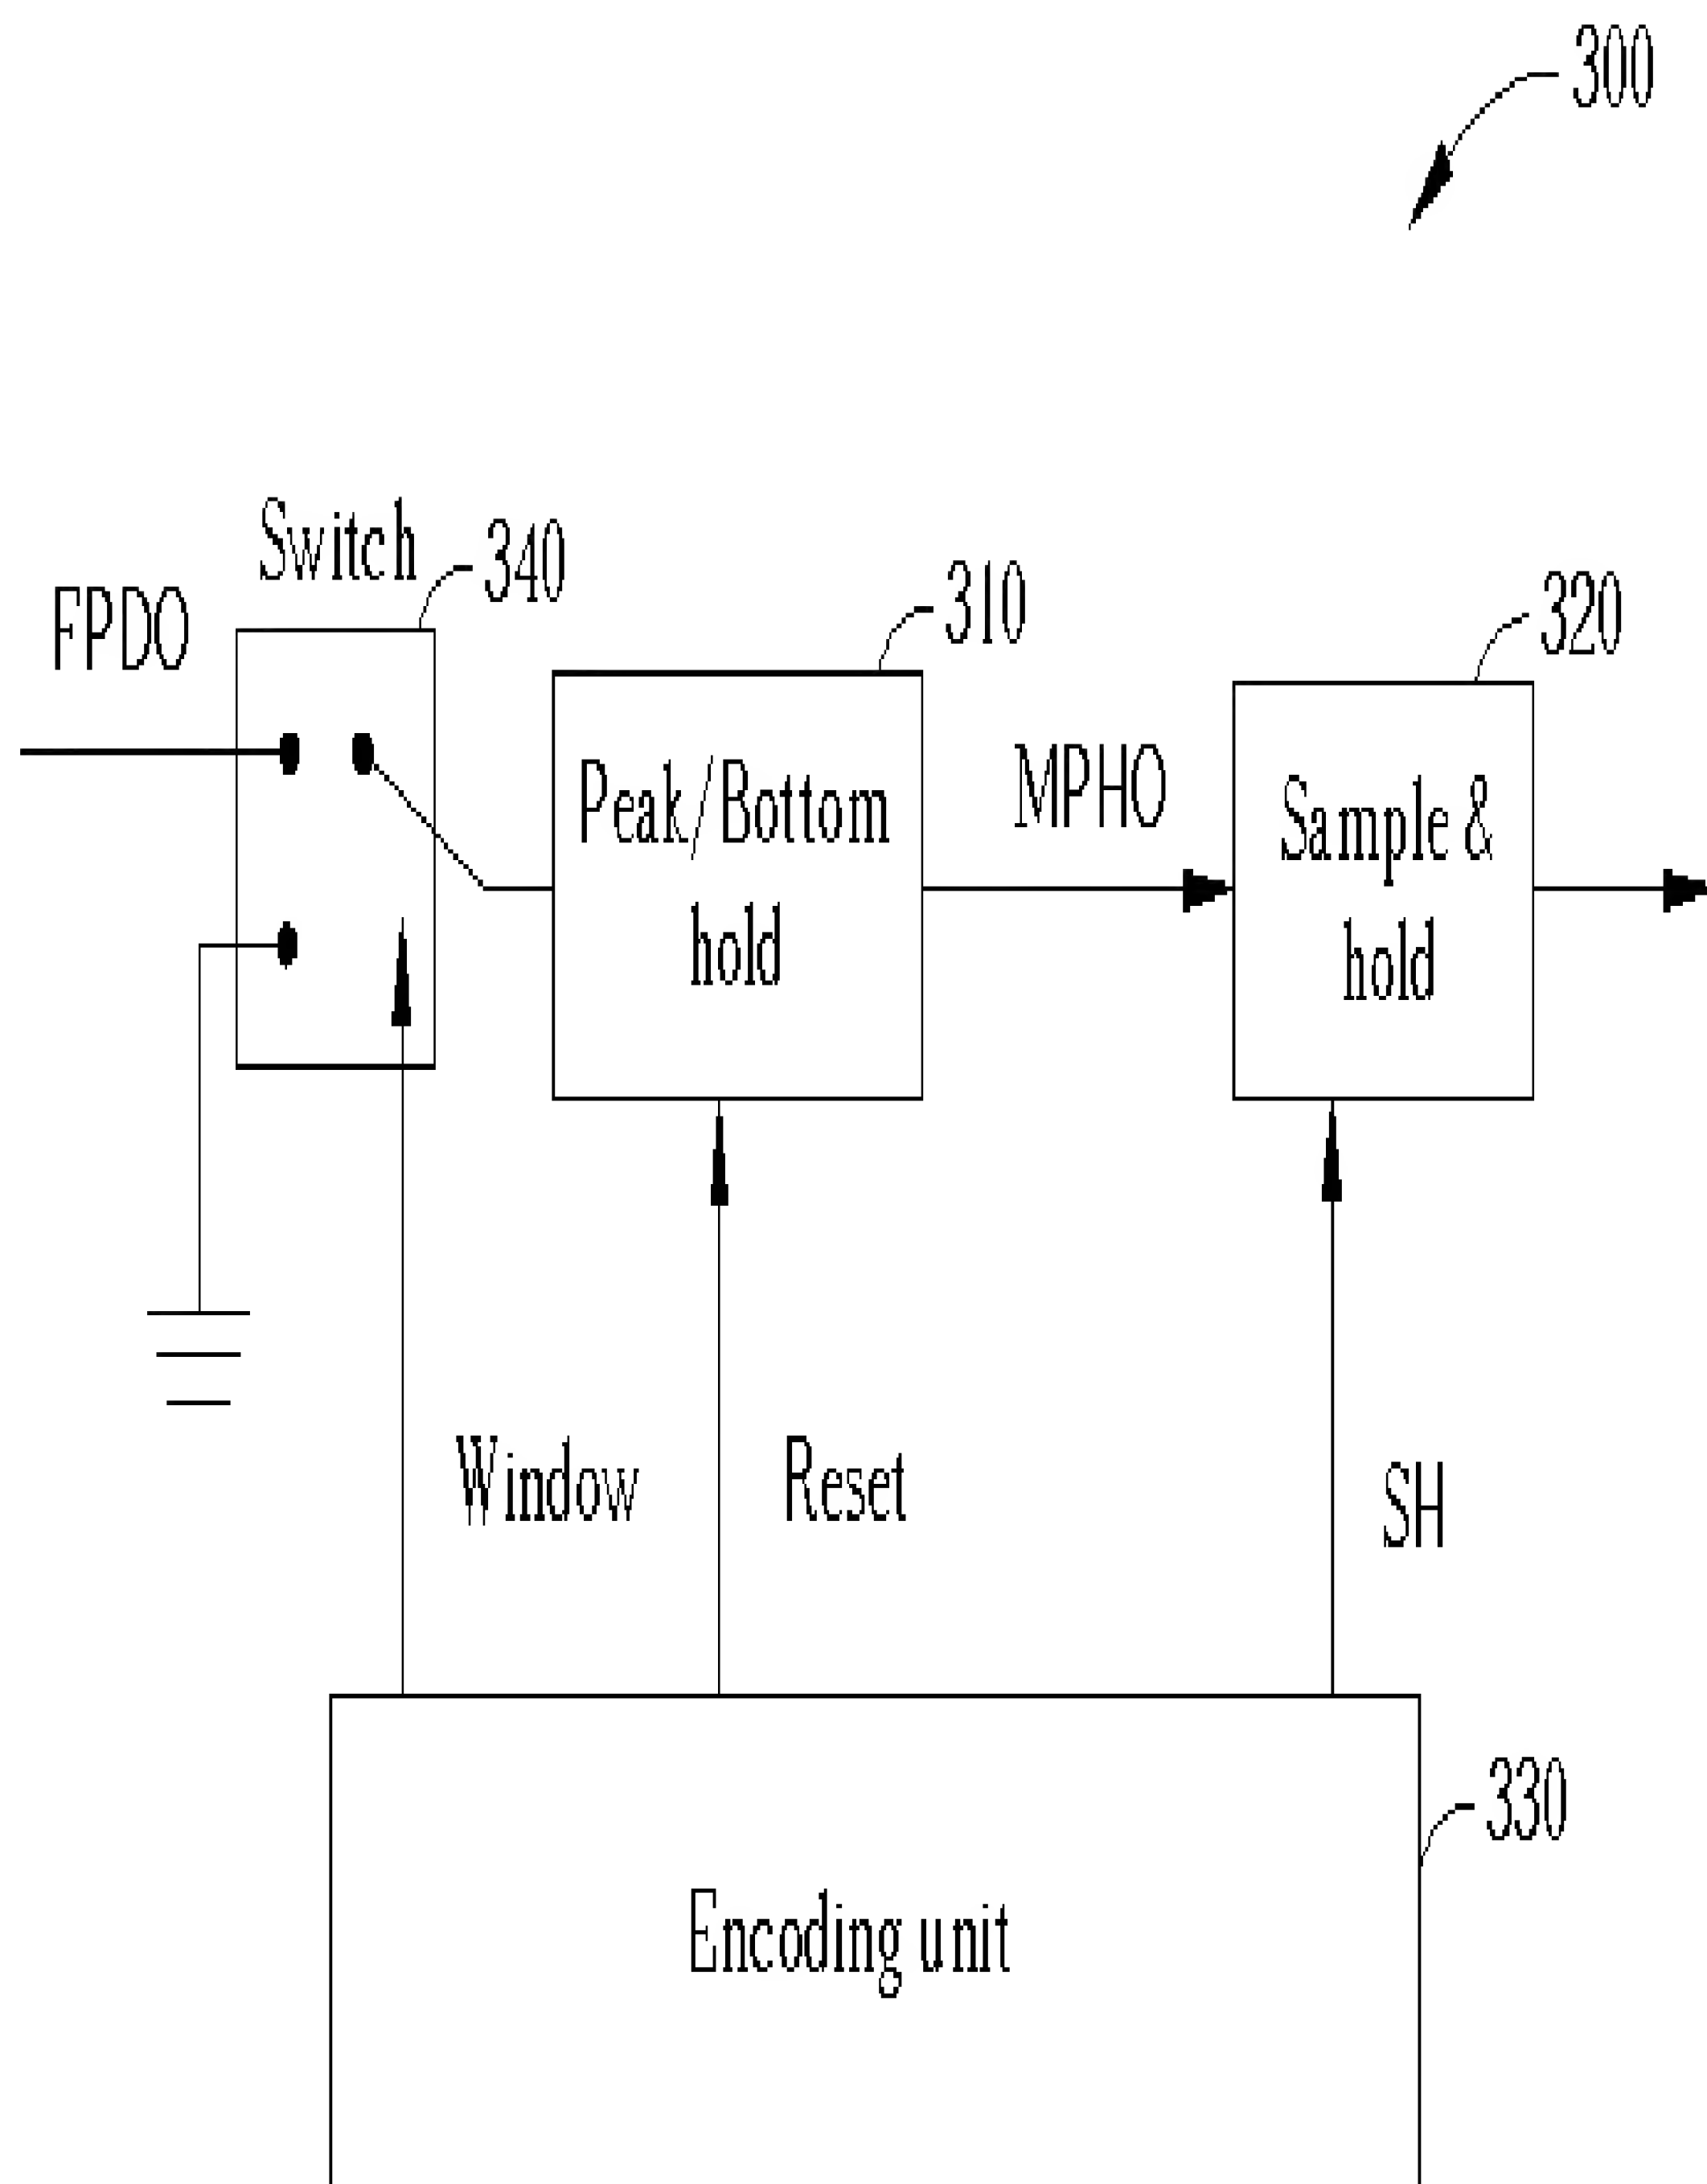 300
Switch
340
FPDO
310
320
Peak/Bottom
hold
MPHO
Sample &
hold
Window
Reset
SH
330
Encoding unit